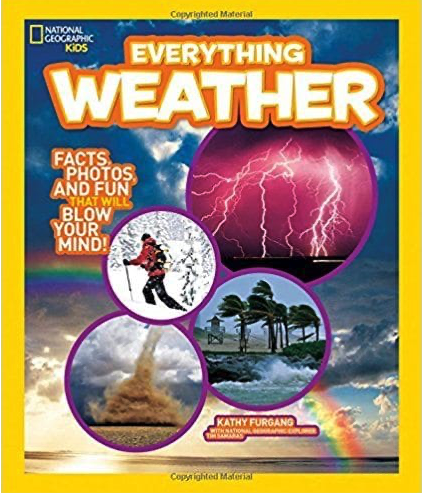 Copyrighted Material
NATIONAL
GEOGRAPHIC
KiDS
EVERYTHING
WEATHER
FACTS,
PHOTOS,
AND FUN
THAT WILL
BLOW
YOUR
MIND!
KATHY FURGANG
WITH NATIONAL GEOGRAPHIC EXPLORER
TIM SAMARAS
Copyrighted Material